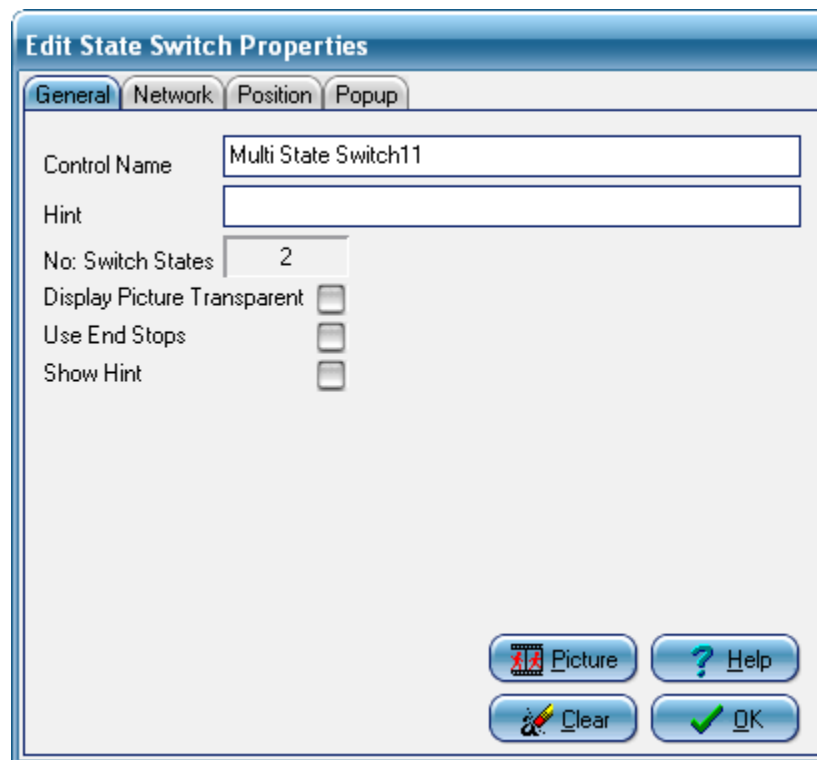 Edit State Switch Properties
General Network Position Popup
Control Name Multi State Switch11
Hint
No: Switch States 2
Display Picture Transparent
Use End Stops
Show Hint
Picture Help
Clear OK